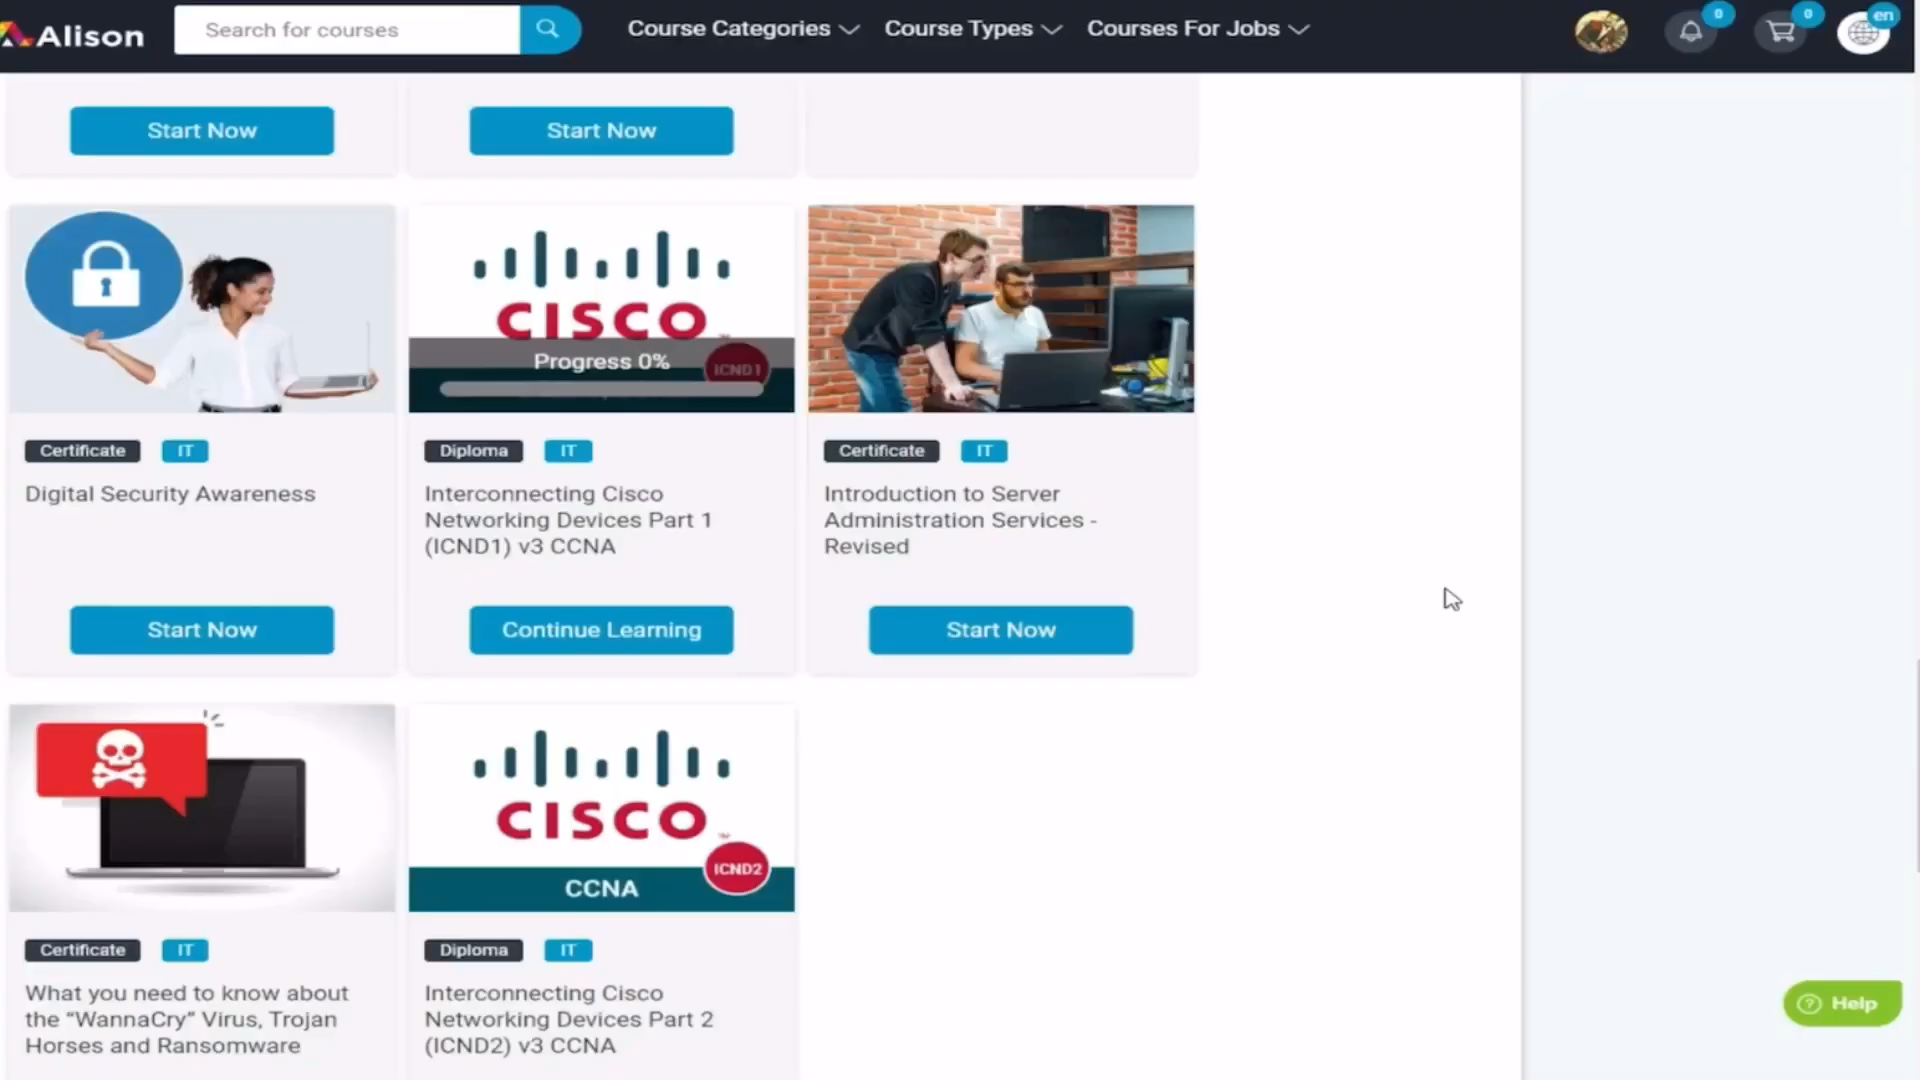 Alison
Search for courses
Course Categories
Course Types
Courses For Jobs
0
0
en
Start Now
Start Now
CISCO
Progress 0%
ICND1
Certificate
IT
Digital Security Awareness
Start Now
Diploma
IT
Interconnecting Cisco
Networking Devices Part 1
(ICND1) v3 CCNA
Continue Learning
Certificate
IT
Introduction to Server
Administration Services -
Revised
Start Now
CISCO
ICND2
CCNA
Certificate
IT
What you need to know about
the “WannaCry” Virus, Trojan
Horses and Ransomware
Diploma
IT
Interconnecting Cisco
Networking Devices Part 2
(ICND2) v3 CCNA
Help